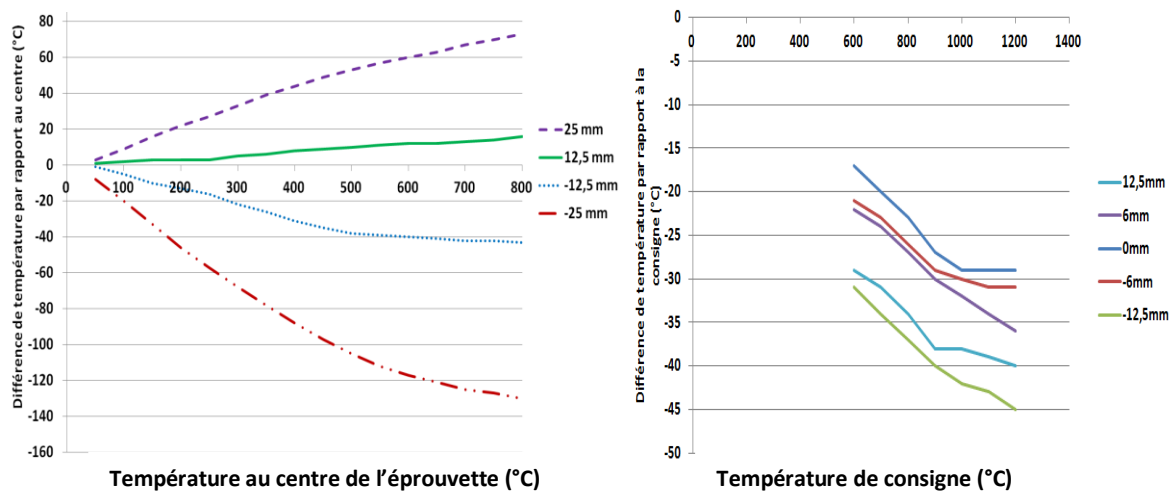 Différence de température par rapport au centre (°C)
80
60
40
20
0
-20
-40
-60
-80
-100
-120
-140
-160
0
100
200
300
400
500
600
700
800
25 mm
12,5 mm
-12,5 mm
-25 mm
Température au centre de l'éprouvette (°C)
Différence de température par rapport à la
consigne (°C)
0
-5
-10
-15
-20
-25
-30
-35
-40
-45
-50
0
200
400
600
800
1000
1200
1400
12,5mm
6mm
0mm
-6mm
-12,5mm
Température de consigne (°C)